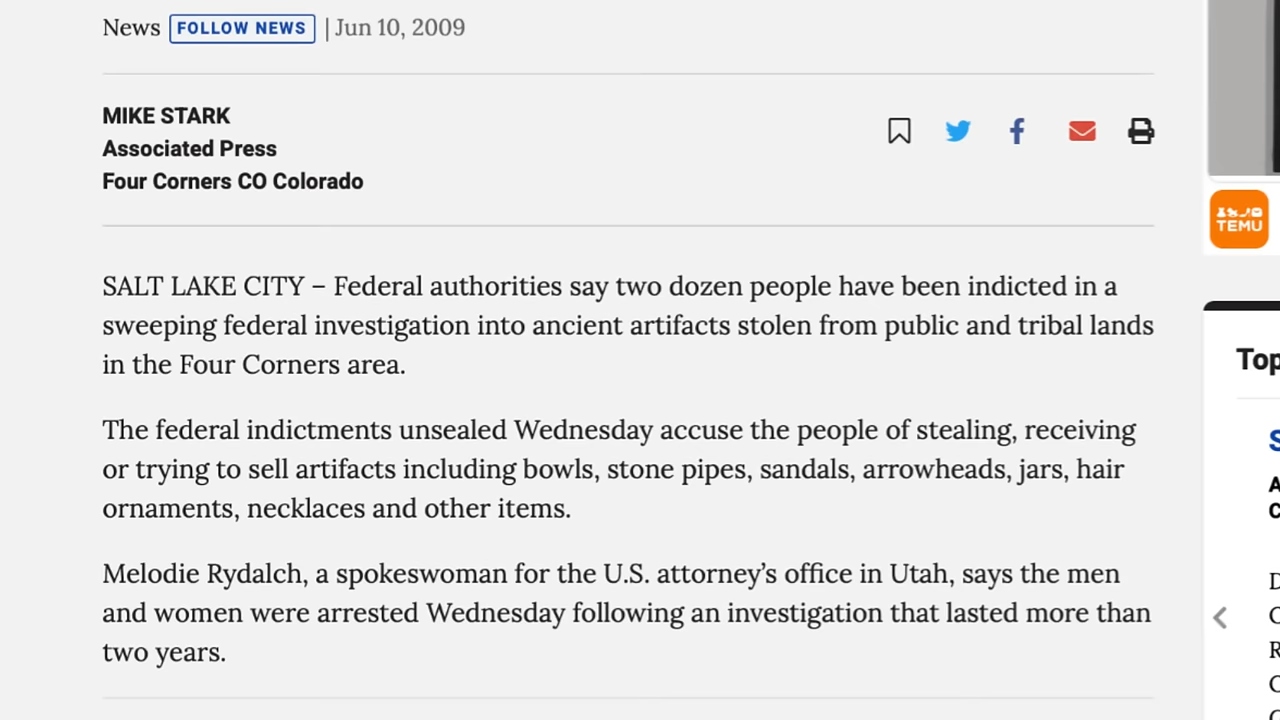 News FOLLOW NEWS | Jun 10, 2009
MIKE STARK
Associated Press
Four Corners CO Colorado
TEMU
SALT LAKE CITY – Federal authorities say two dozen people have been indicted in a
sweeping federal investigation into ancient artifacts stolen from public and tribal lands
in the Four Corners area.
The federal indictments unsealed Wednesday accuse the people of stealing, receiving
or trying to sell artifacts including bowls, stone pipes, sandals, arrowheads, jars, hair
ornaments, necklaces and other items.
Melodie Rydalch, a spokeswoman for the U.S. attorney’s office in Utah, says the men
and women were arrested Wednesday following an investigation that lasted more than
two years.
Top